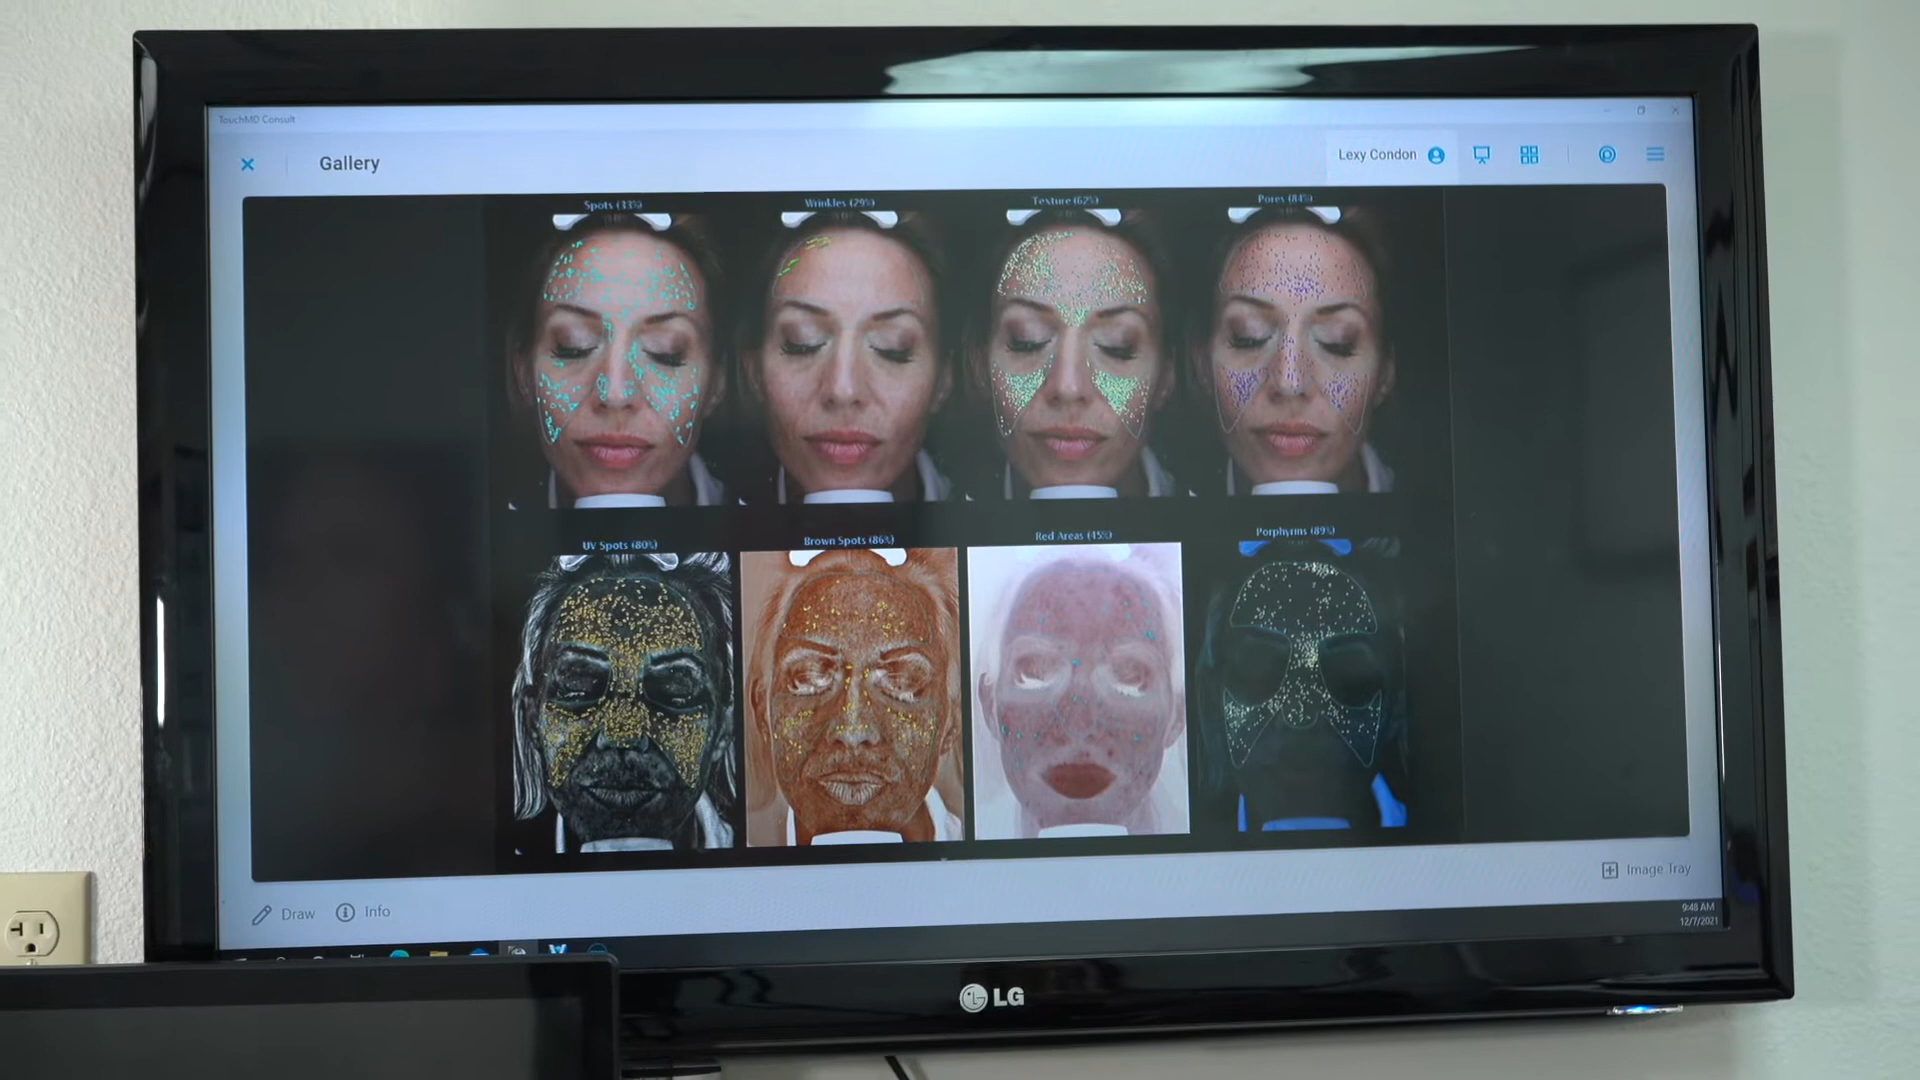 TouchMD Consult
Gallery
Lexy Condon
Spots (33%)
Wrinkles (29%)
Texture (62%)
Pores (84%)
UV Spots (80%)
Brown Spots (86%)
Red Areas (45%)
Porphyrins (89%)
Image Tray
Draw
Info
9:48 AM
12/7/2021
LG